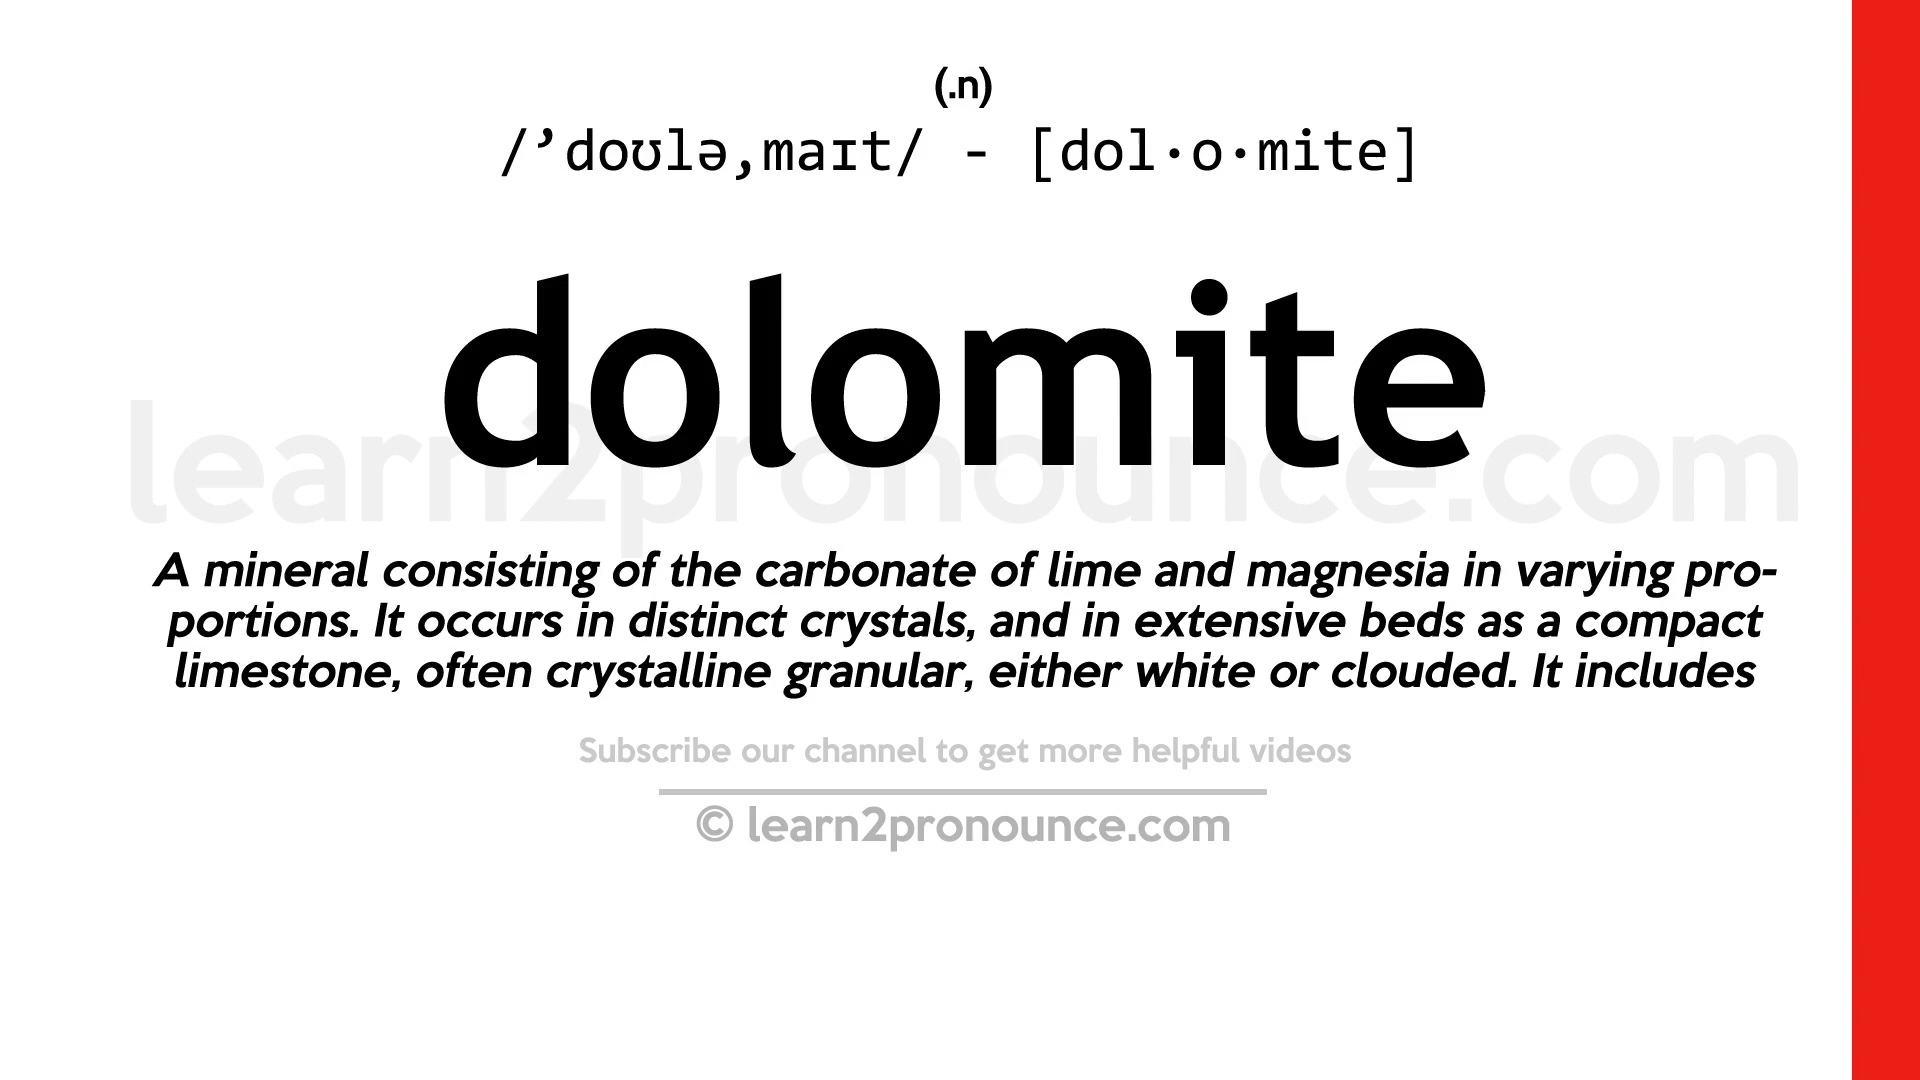 (.n)
/’doʊlə,maɪt/ - [dol·o·mite]
dolomite
learn2pronounce.com
A mineral consisting of the carbonate of lime and magnesia in varying pro-
portions. It occurs in distinct crystals, and in extensive beds as a compact
limestone, often crystalline granular, either white or clouded. It includes
Subscribe our channel to get more helpful videos
© learn2pronounce.com